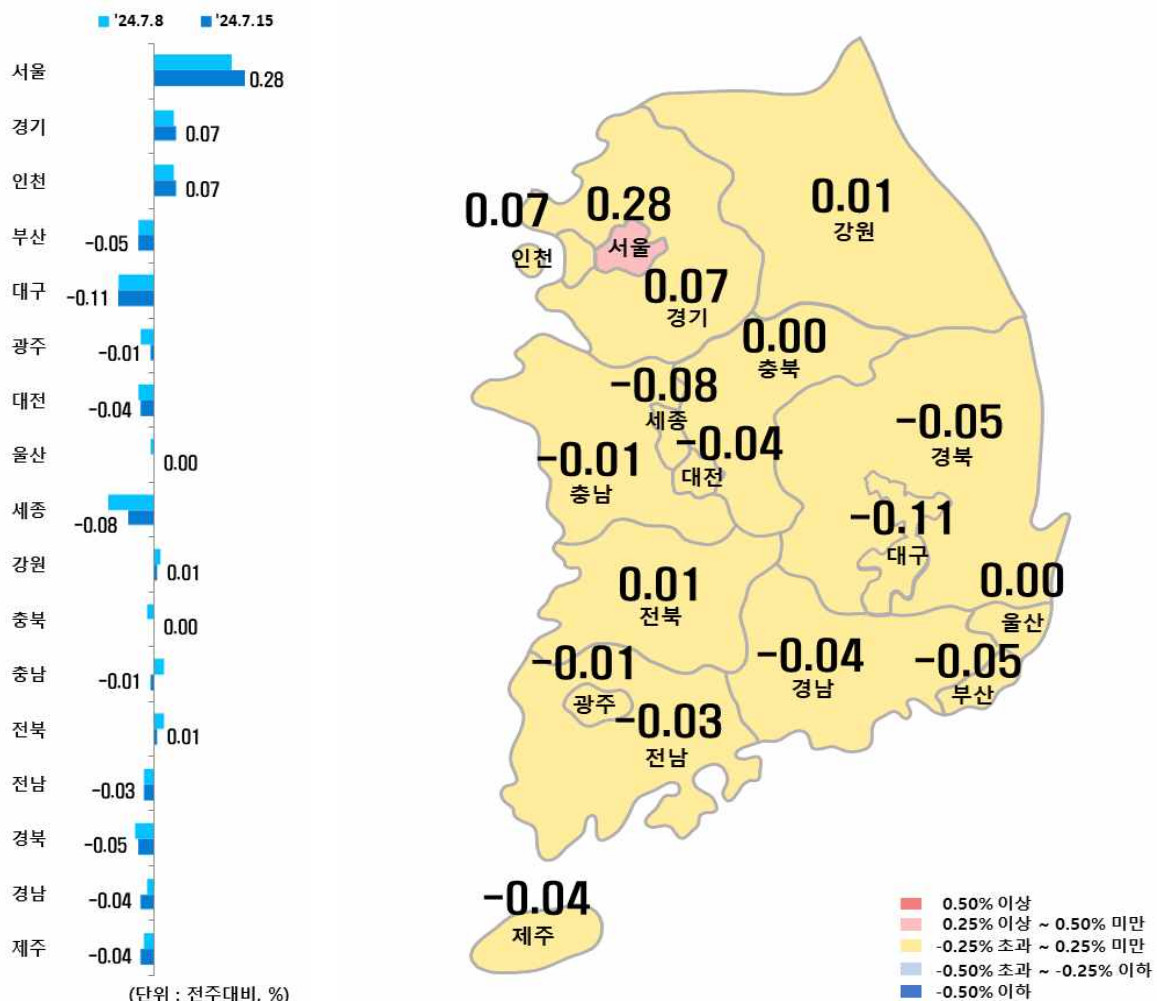 '24.7.8 '24.7.15
서울 0.28
경기 0.07
인천 0.07
부산 -0.05
대구 -0.11
광주 -0.01
대전 -0.04
울산 0.00
세종 -0.08
강원 0.01
충북 0.00
충남 -0.01
전북 0.01
전남 -0.03
경북 -0.05
경남 -0.04
제주 -0.04
(단위 : 전주대비, %)
0.07
인천
0.28
서울
0.01
강원
0.07
경기
0.00
충북
-0.08
세종
-0.05
경북
-0.04
대전
-0.01
충남
-0.11
대구
0.01
전북
0.00
울산
-0.01
광주
-0.04
경남
-0.05
부산
-0.03
전남
-0.04
제주
0.50% 이상
0.25% 이상 ~ 0.50% 미만
-0.25% 초과 ~ 0.25% 미만
-0.50% 초과 ~ -0.25% 이하
-0.50% 이하